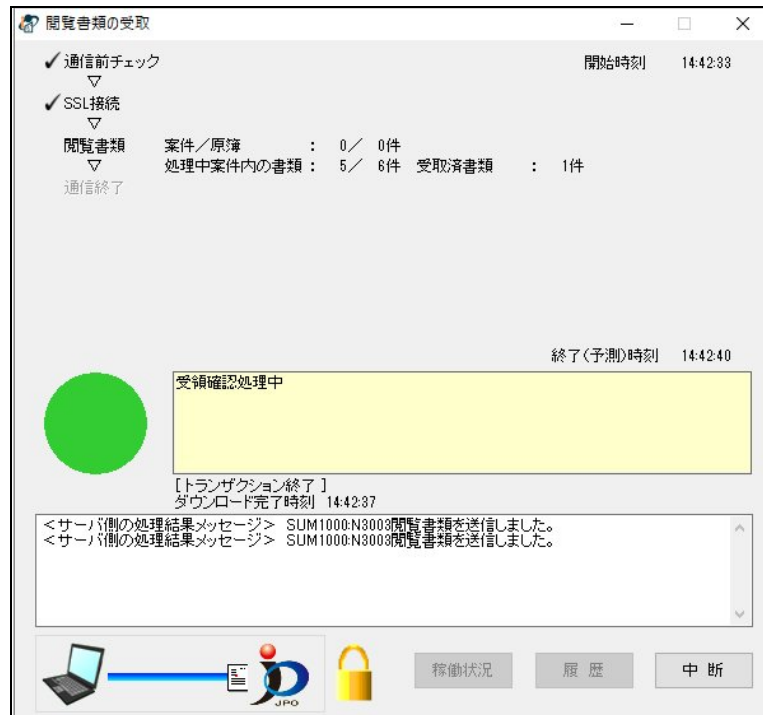 閲覧書類の受取
✓通信前チェック 開始時刻 14:42:33
▽
✓SSL接続
▽
閲覧書類 案件／原簿 : 0／ 0件
▽ 処理中案件内の書類 : 5／ 6件 受取済書類 : 1件
通信終了
終了(予測)時刻 14:42:40
受領確認処理中
[トランザクション終了 ]
ダウンロード完了時刻 14:42:37
＜サーバ側の処理結果メッセージ＞ SUM1000:N3003閲覧書類を送信しました。
＜サーバ側の処理結果メッセージ＞ SUM1000:N3003閲覧書類を送信しました。
JPO
稼働状況 履 歴 中 断